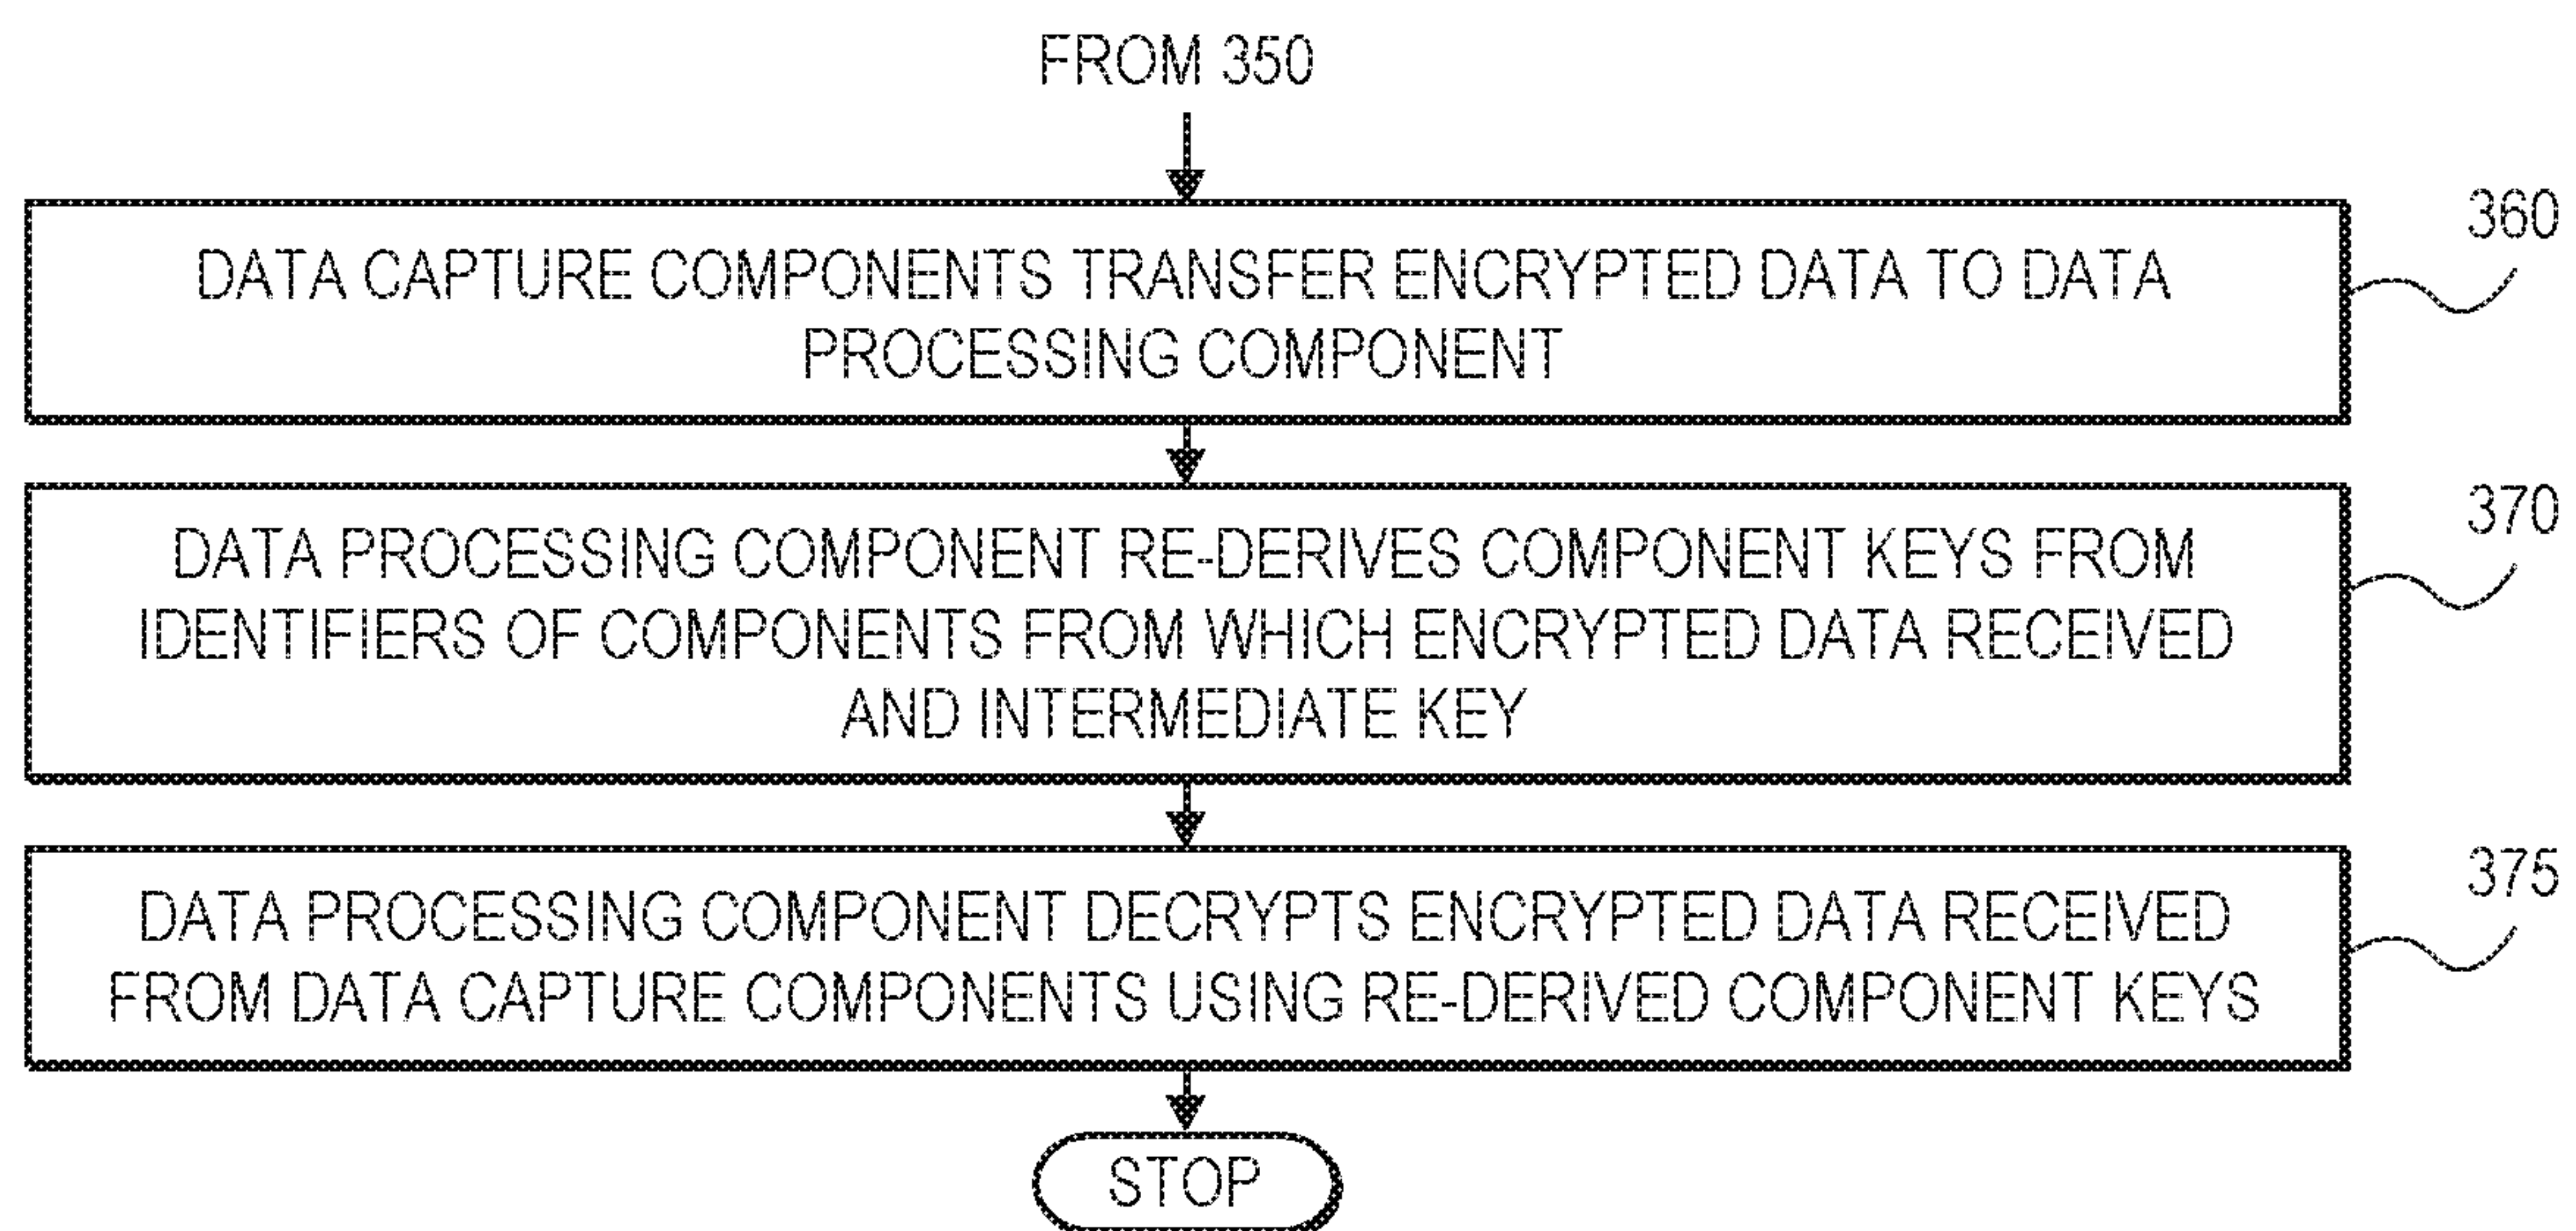 FROM 350
360
DATA CAPTURE COMPONENTS TRANSFER ENCRYPTED DATA TO DATA
PROCESSING COMPONENT
370
DATA PROCESSING COMPONENT RE-DERIVES COMPONENT KEYS FROM
IDENTIFIERS OF COMPONENTS FROM WHICH ENCRYPTED DATA RECEIVED
AND INTERMEDIATE KEY
375
DATA PROCESSING COMPONENT DECRYPTS ENCRYPTED DATA RECEIVED
FROM DATA CAPTURE COMPONENTS USING RE-DERIVED COMPONENT KEYS
STOP